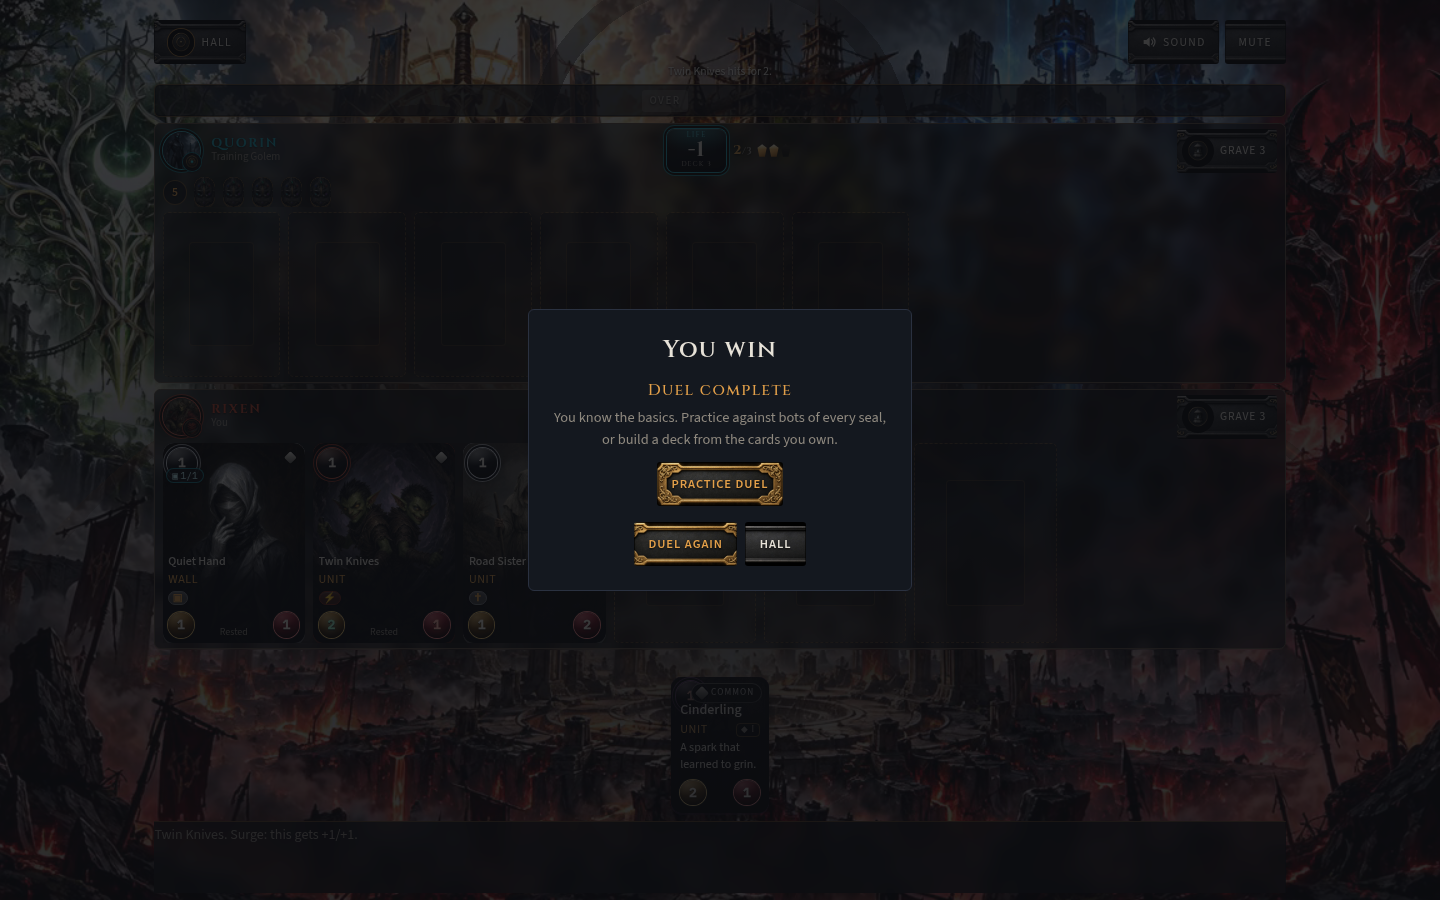 HALL
SOUND
MUTE
Twin Knives hits for 2.
OVER
QUORIN
Training Golem
-1
2
GRAVE 3
5
YOU WIN
DUEL COMPLETE
You know the basics. Practice against bots of every seal,
or build a deck from the cards you own.
PRACTICE DUEL
DUEL AGAIN
HALL
RIXEN
You
GRAVE 3
1
1/1
Quiet Hand
WALL
1
Rested
1
1
Twin Knives
UNIT
2
Rested
1
1
Road Sister
UNIT
1
2
COMMON
Cinderling
UNIT
A spark that
learned to grin.
2
1
Twin Knives. Surge: this gets +1/+1.